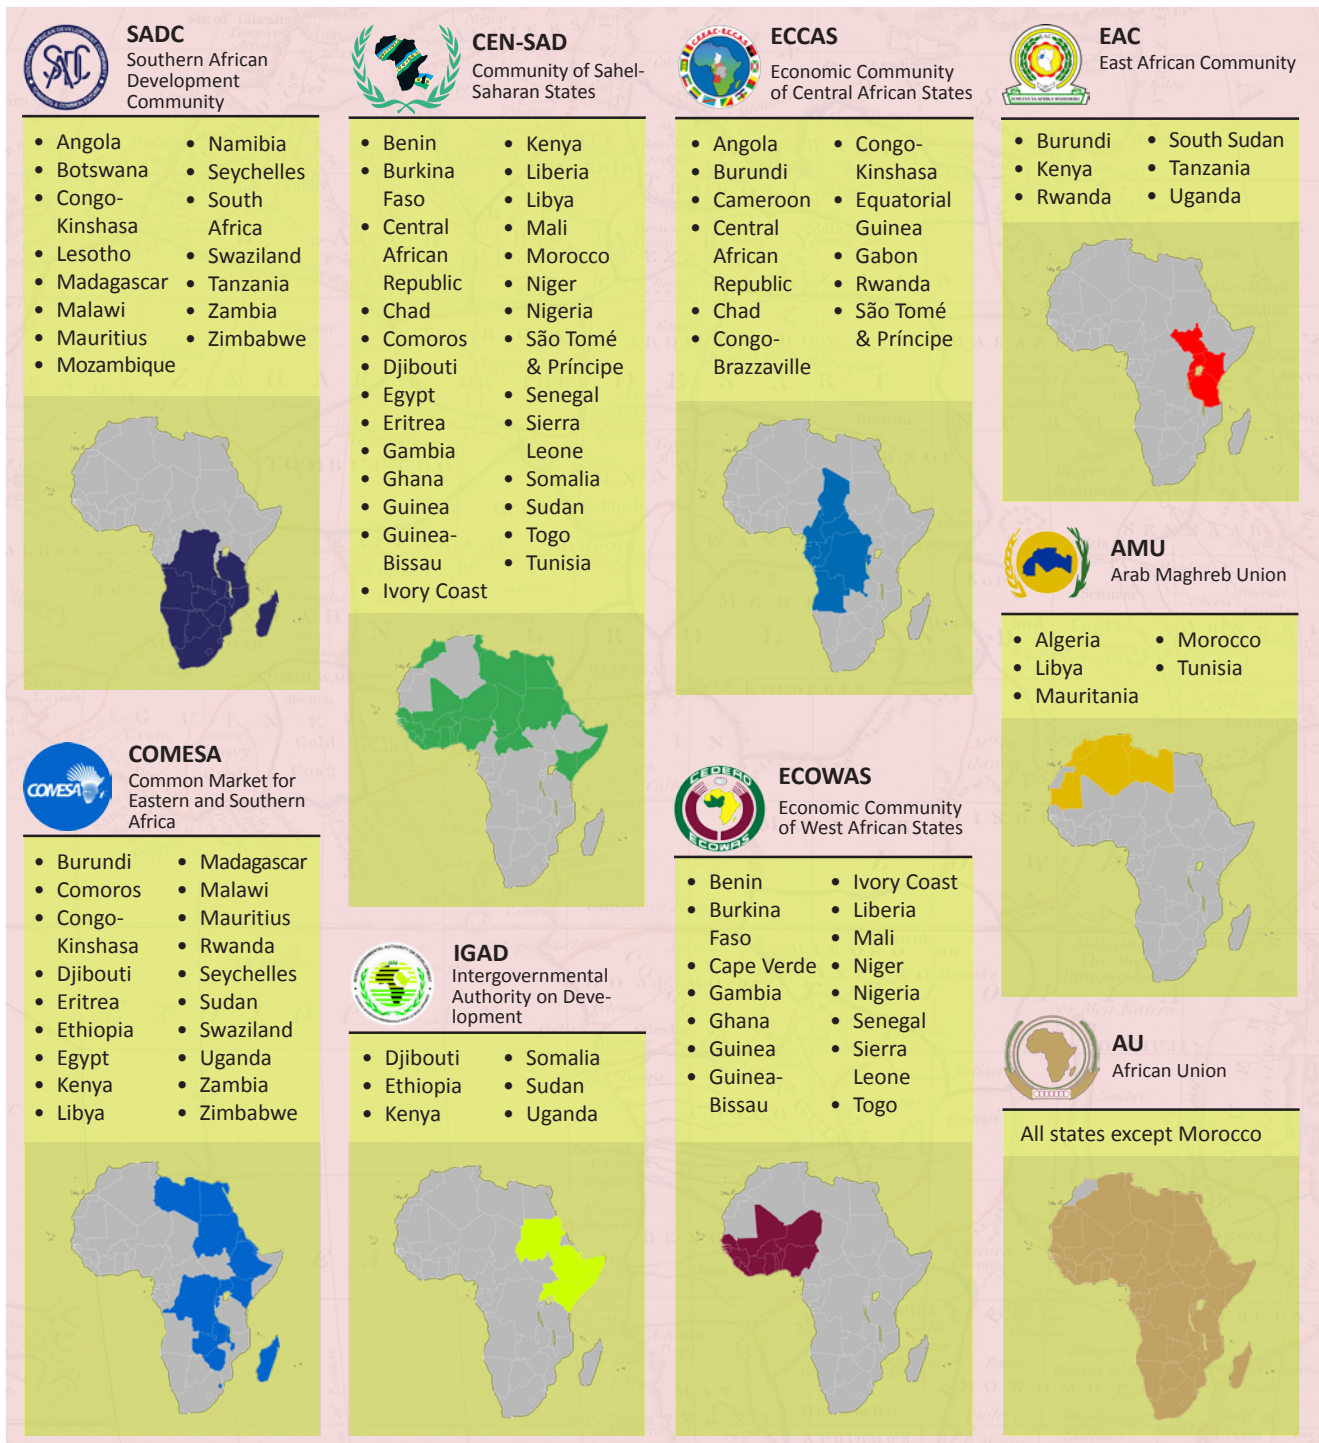 SADC
Southern African
Development
Community
• Angola
• Botswana
• Congo-
Kinshasa
• Lesotho
• Madagascar
• Malawi
• Mauritius
• Mozambique
• Namibia
• Seychelles
• South
Africa
• Swaziland
• Tanzania
• Zambia
• Zimbabwe
COMESA
COMESA
Common Market for
Eastern and Southern
Africa
• Burundi
• Comoros
• Congo-
Kinshasa
• Djibouti
• Eritrea
• Ethiopia
• Egypt
• Kenya
• Libya
• Madagascar
• Malawi
• Mauritius
• Rwanda
• Seychelles
• Sudan
• Swaziland
• Uganda
• Zambia
• Zimbabwe
CEN-SAD
Community of Sahel-
Saharan States
• Benin
• Burkina
Faso
• Central
African
Republic
• Chad
• Comoros
• Djibouti
• Egypt
• Eritrea
• Gambia
• Ghana
• Guinea
• Guinea-
Bissau
• Ivory Coast
• Kenya
• Liberia
• Libya
• Mali
• Morocco
• Niger
• Nigeria
• São Tomé
& Príncipe
• Senegal
• Sierra
Leone
• Somalia
• Sudan
• Togo
• Tunisia
IGAD
Intergovernmental
Authority on Deve-
lopment
• Djibouti
• Ethiopia
• Kenya
• Somalia
• Sudan
• Uganda
CEEAC-ECCAS
ECCAS
Economic Community
of Central African States
• Angola
• Burundi
• Cameroon
• Central
African
Republic
• Chad
• Congo-
Brazzaville
• Congo-
Kinshasa
• Equatorial
Guinea
• Gabon
• Rwanda
• São Tomé
& Príncipe
CEDEAO
ECOWAS
ECOWAS
Economic Community
of West African States
• Benin
• Burkina
Faso
• Cape Verde
• Gambia
• Ghana
• Guinea
• Guinea-
Bissau
• Ivory Coast
• Liberia
• Mali
• Niger
• Nigeria
• Senegal
• Sierra
Leone
• Togo
EAC
East African Community
• Burundi
• Kenya
• Rwanda
• South Sudan
• Tanzania
• Uganda
AMU
Arab Maghreb Union
• Algeria
• Libya
• Mauritania
• Morocco
• Tunisia
AU
African Union
All states except Morocco